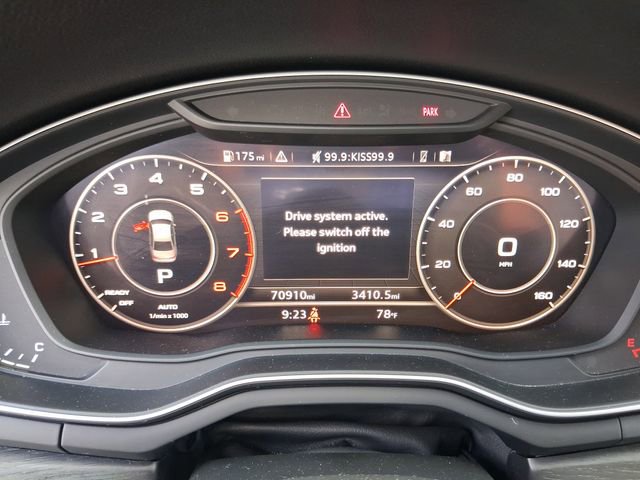 PARK
175 mi
99.9:KISS99.9
1 2 3 4 5 6 7 8
P
READY
OFF
AUTO
1/min x 1000
Drive system active.
Please switch off the
ignition
0 20 40 60 80 100 120 140 160
0
MPH
70910mi 3410.5mi
9:23 78°F
C
E